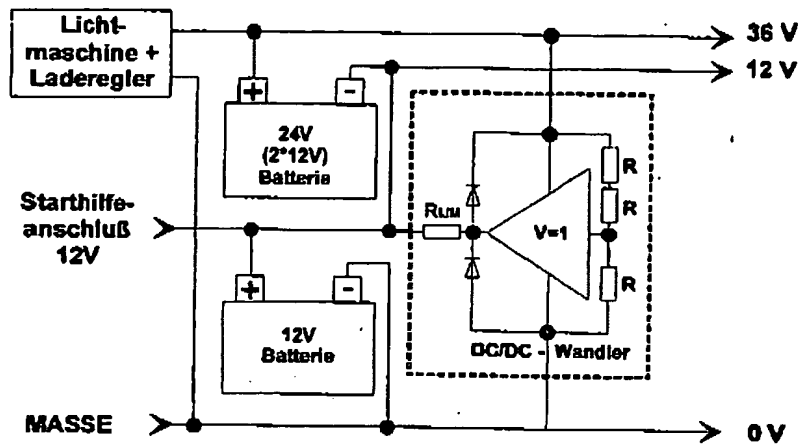 Licht-
maschine +
Laderegler
36 V
12 V
+
-
24V
(2*12V)
Batterie
Starthilfe-
anschluß
12V
RLIM
V=1
R
R
R
+
-
12V
Batterie
DC/DC - Wandler
MASSE
0 V